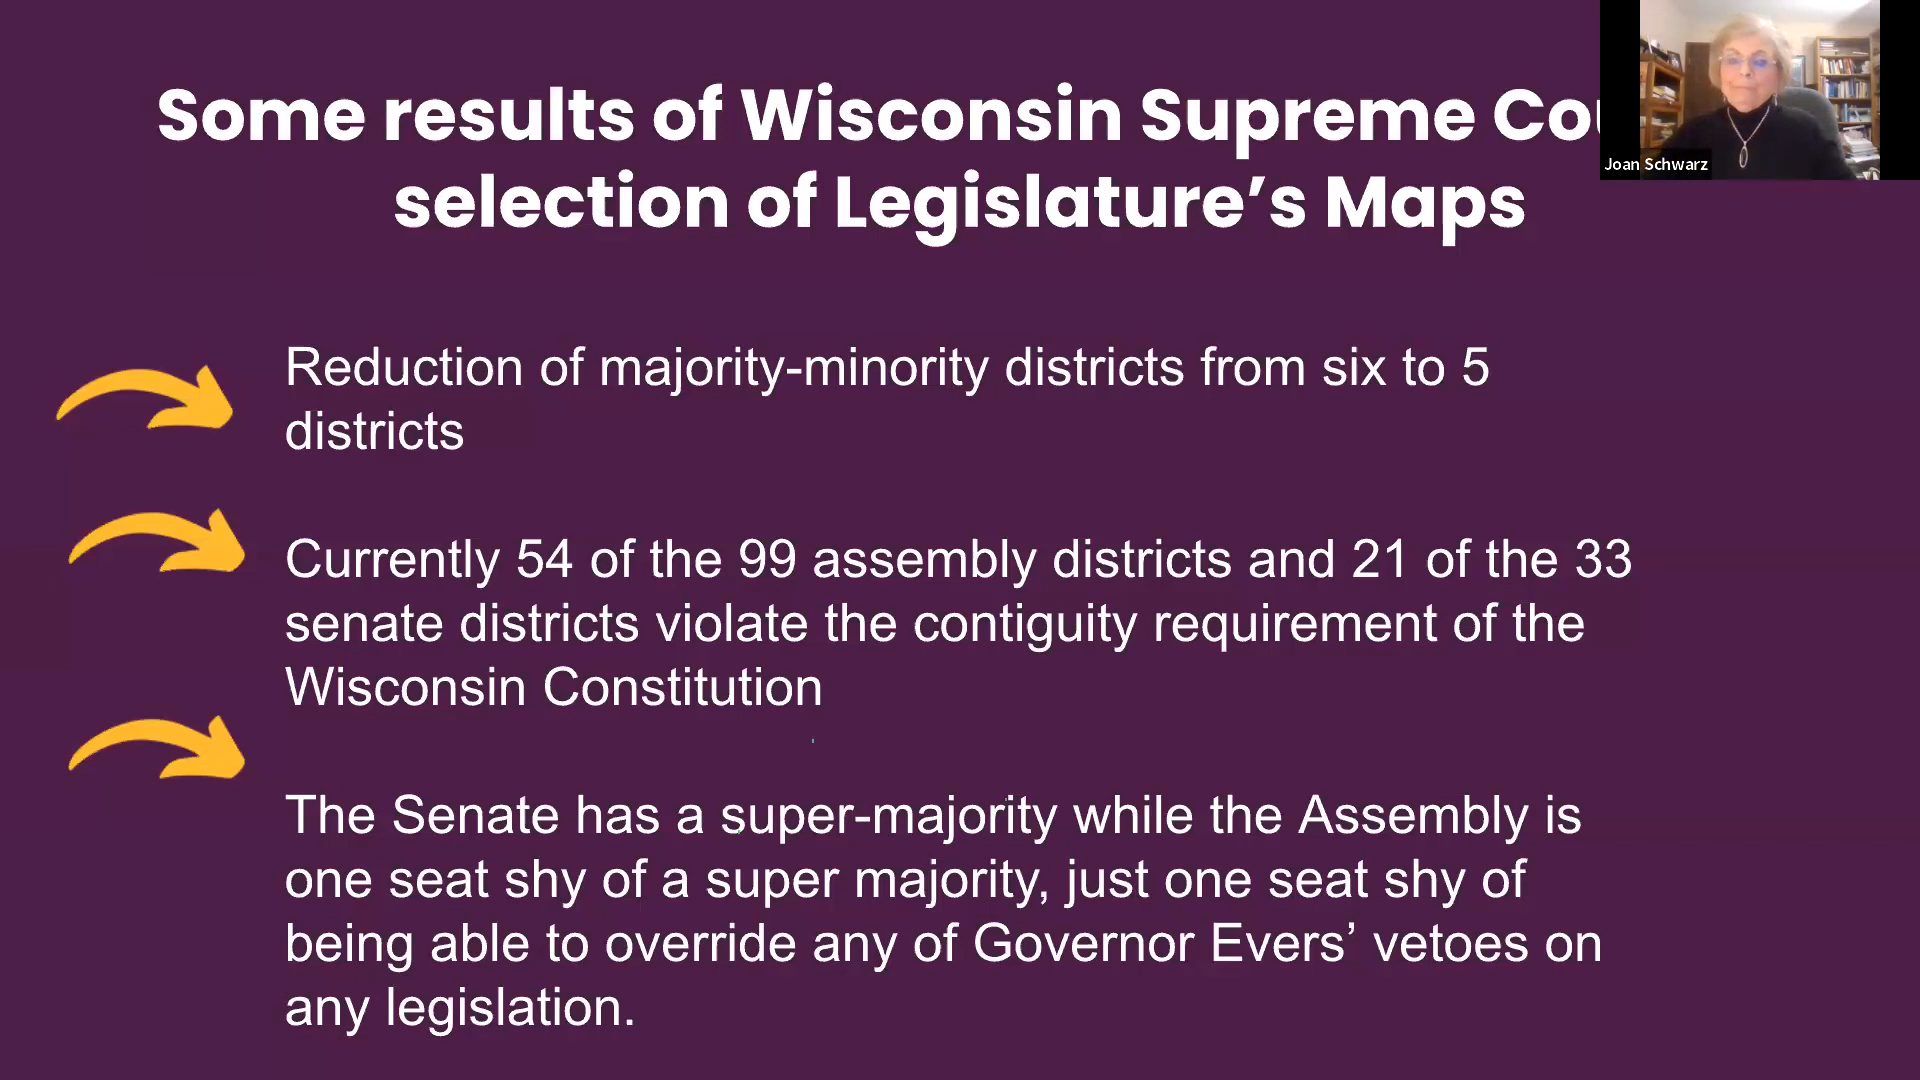 Some results of Wisconsin Supreme Cou
selection of Legislature's Maps
Joan Schwarz
Reduction of majority-minority districts from six to 5
districts
Currently 54 of the 99 assembly districts and 21 of the 33
senate districts violate the contiguity requirement of the
Wisconsin Constitution
The Senate has a super-majority while the Assembly is
one seat shy of a super majority, just one seat shy of
being able to override any of Governor Evers’ vetoes on
any legislation.